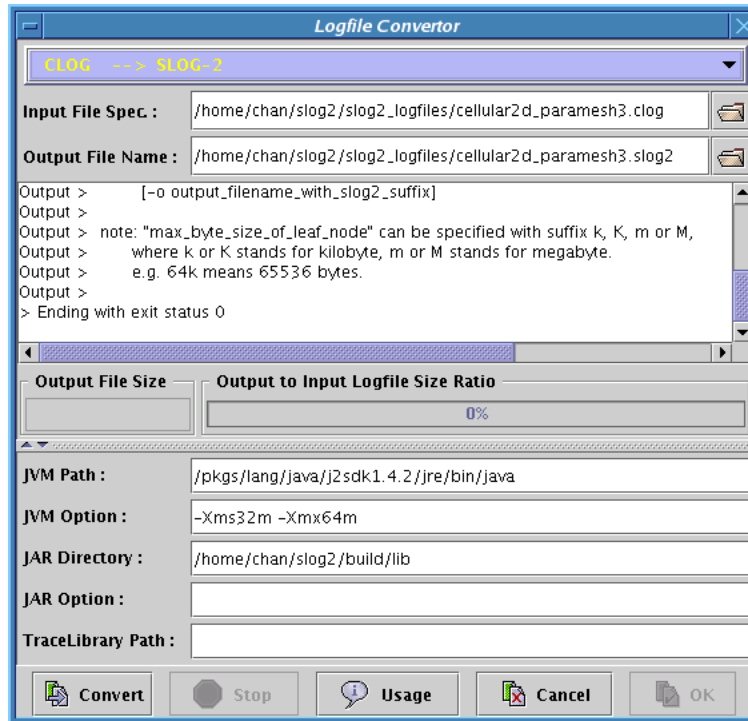 Logfile Convertor
CLOG --> SLOG-2
Input File Spec. : /home/chan/slog2/slog2_logfiles/cellular2d_paramesh3.clog
Output File Name : /home/chan/slog2/slog2_logfiles/cellular2d_paramesh3.slog2
Output > [-o output_filename_with_slog2_suffix]
Output >
Output > note: "max_byte_size_of_leaf_node" can be specified with suffix k, K, m or M,
Output > where k or K stands for kilobyte, m or M stands for megabyte.
Output > e.g. 64k means 65536 bytes.
Output >
> Ending with exit status 0
Output File Size Output to Input Logfile Size Ratio
0%
JVM Path : /pkgs/lang/java/j2sdk1.4.2/jre/bin/java
JVM Option : -Xms32m -Xmx64m
JAR Directory : /home/chan/slog2/build/lib
JAR Option :
TraceLibrary Path :
Convert Stop Usage Cancel OK